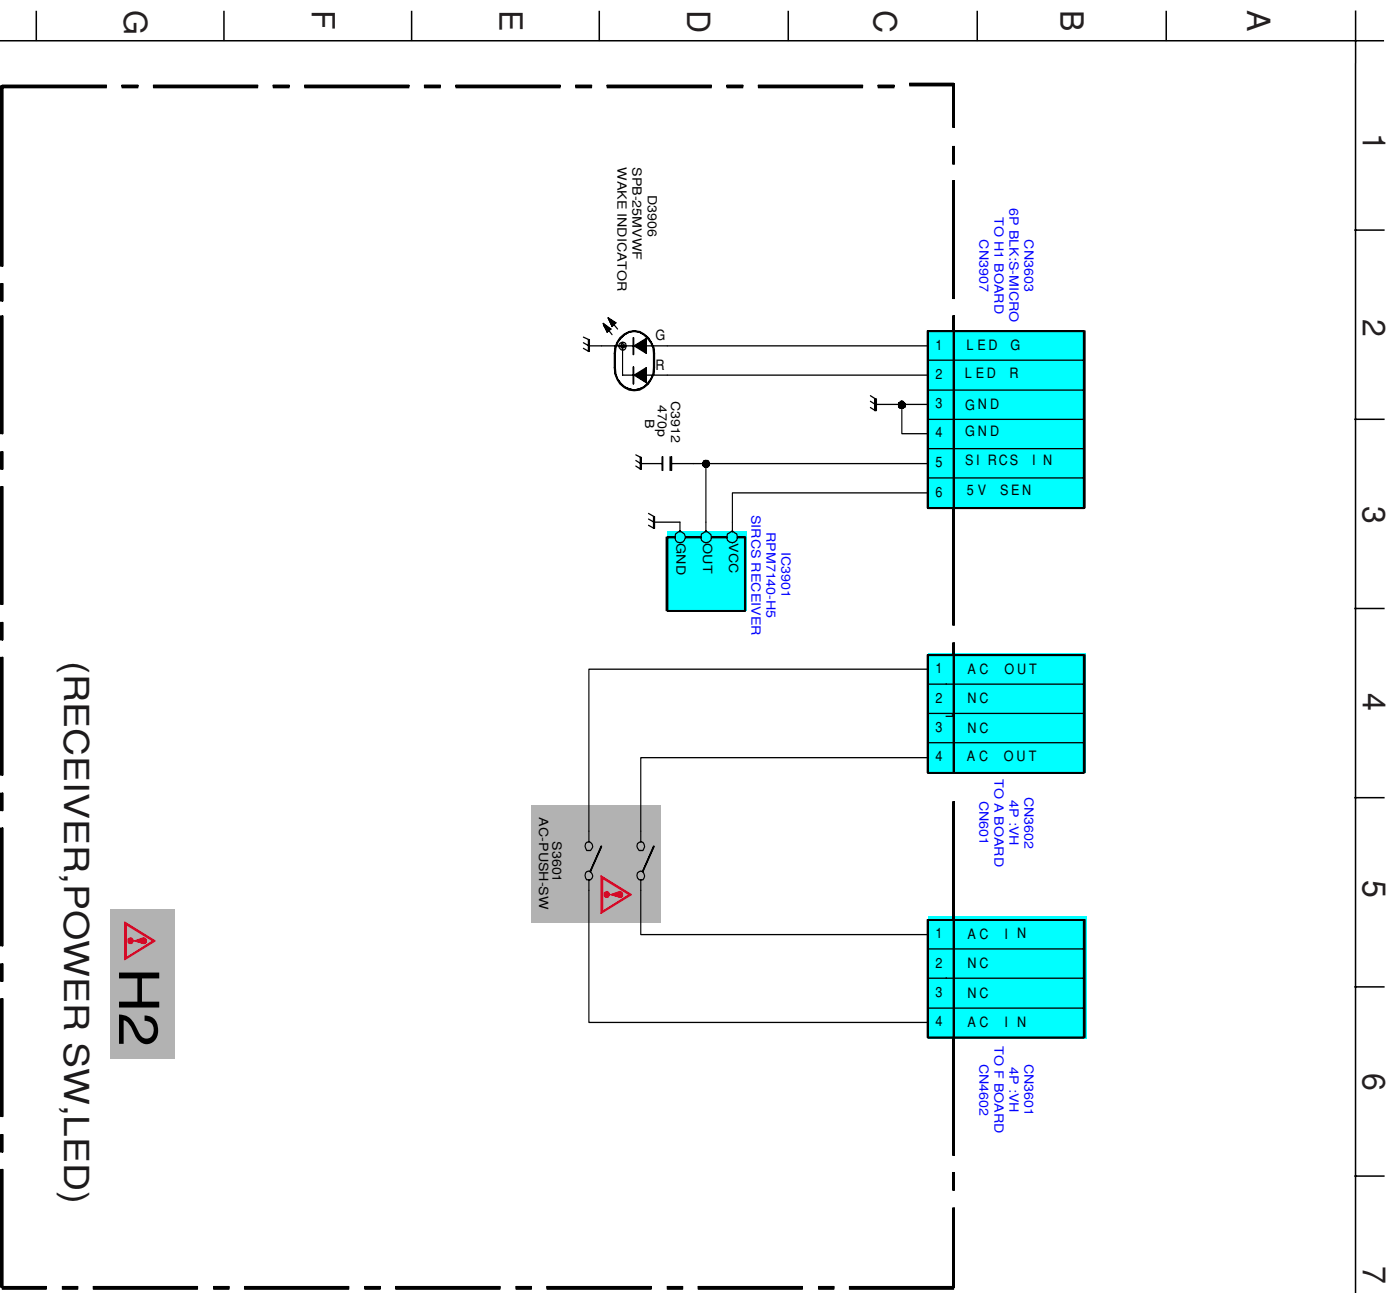 A
B
C
D
E
F
G
1
2
3
4
5
6
7
CN3603
6P BLK:S-MICRO
TO H1 BOARD
CN3907
1 LED G
2 LED R
3 GND
4 GND
5 SIRCS IN
6 5V SEN
D3906
SPB-25MVWF
WAKE INDICATOR
G
R
C3912
470p
B
IC3901
RPM7140-H5
SIRCS RECEIVER
VCC
OUT
GND
1 AC OUT
2 NC
3 NC
4 AC OUT
CN3602
4P :VH
TO A BOARD
CN601
S3601
AC-PUSH-SW
1 AC IN
2 NC
3 NC
4 AC IN
CN3601
4P :VH
TO F BOARD
CN4602
H2
(RECEIVER,POWER SW,LED)